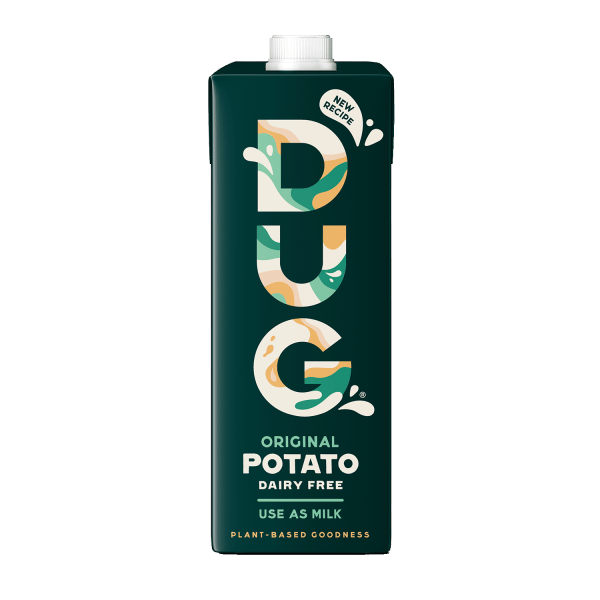 NEW
RECIPE
DUG®
ORIGINAL
POTATO
DAIRY FREE
USE AS MILK
PLANT-BASED GOODNESS